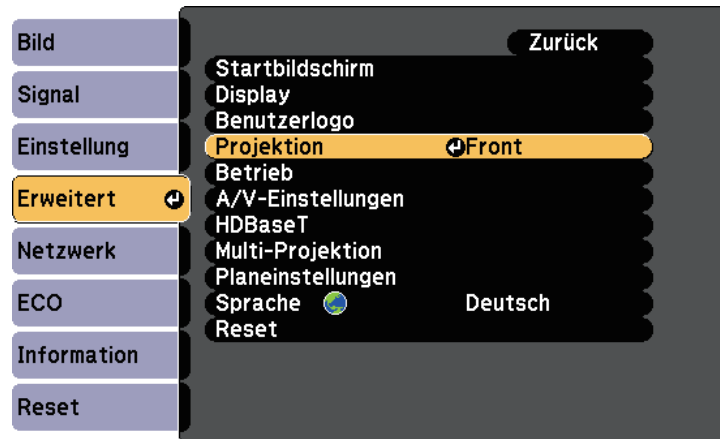 Bild
Signal
Einstellung
Erweitert
Netzwerk
ECO
Information
Reset
Zurück
Startbildschirm
Display
Benutzerlogo
Projektion Front
Betrieb
A/V-Einstellungen
HDBaseT
Multi-Projektion
Planeinstellungen
Sprache Deutsch
Reset